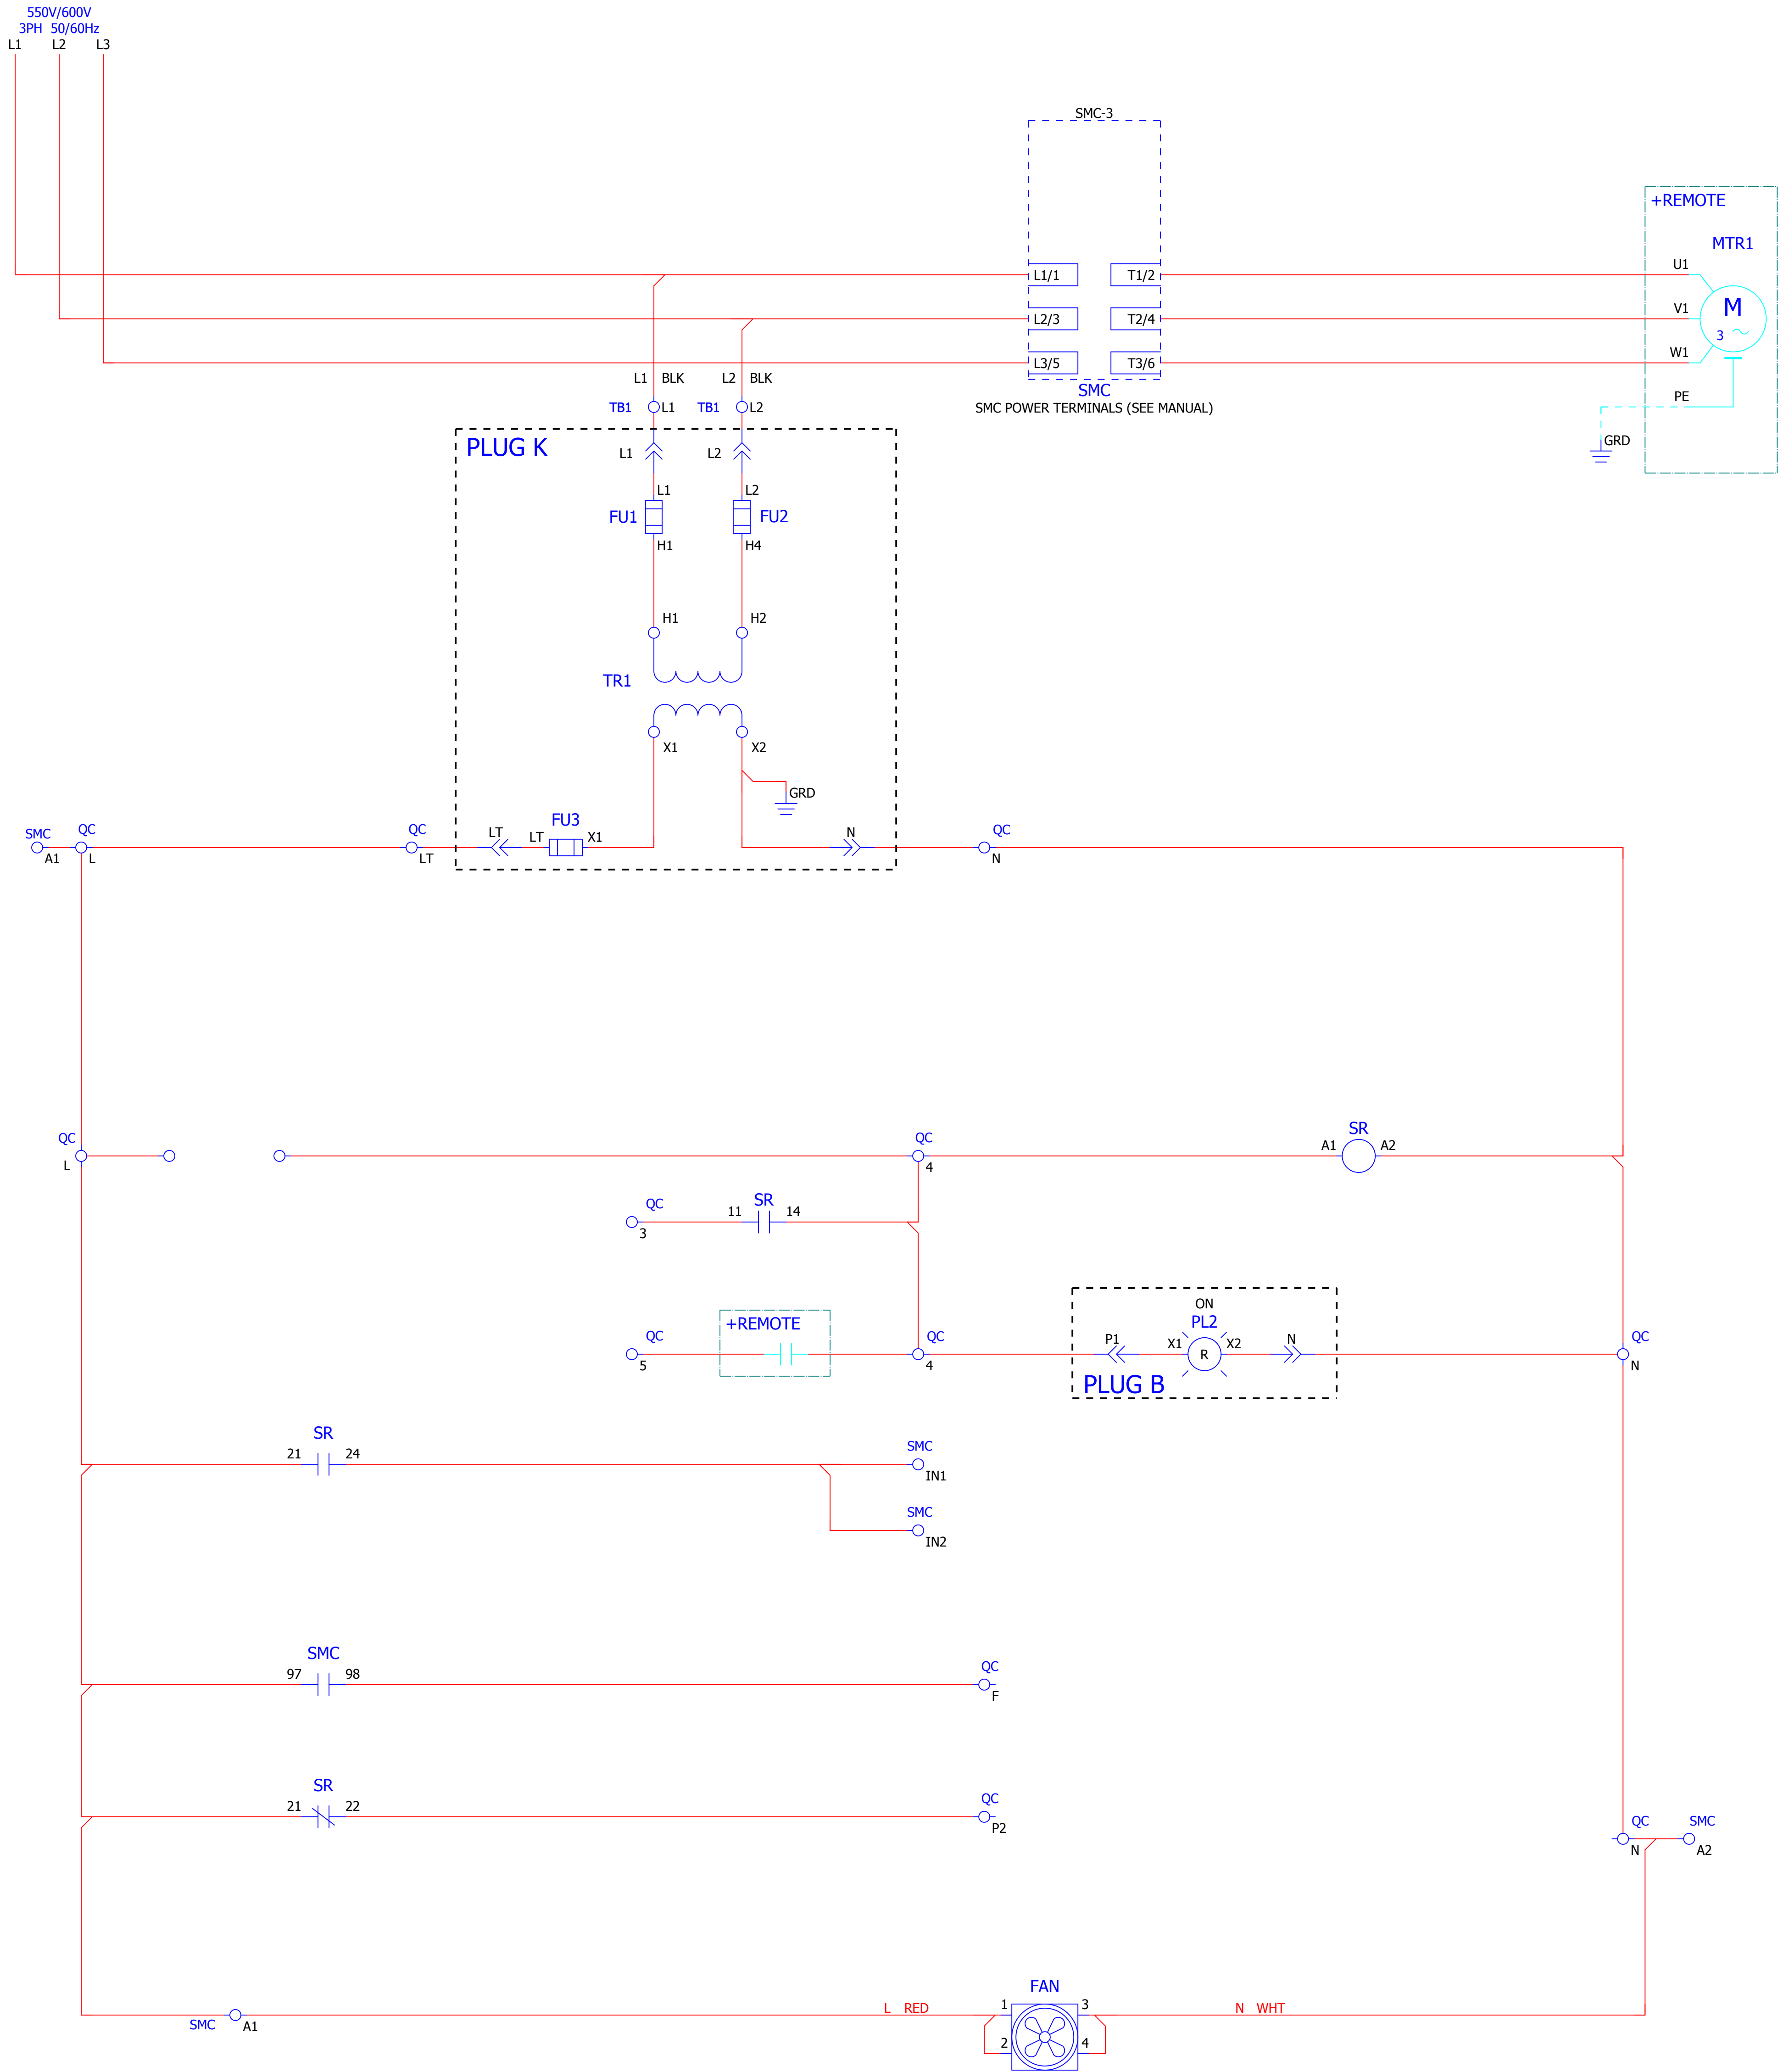 550V/600V
3PH 50/60Hz
L1 L2 L3
SMC-3
+REMOTE
MTR1
U1
L1/1 T1/2
M
3
V1
L2/3 T2/4
W1
L3/5 T3/6
L1 BLK L2 BLK
SMC
SMC POWER TERMINALS (SEE MANUAL)
PE
TB1 L1 TB1 L2
GRD
PLUG K
L1 L2
L1 L2
FU1 FU2
H1 H4
H1 H2
TR1
X1 X2
GRD
SMC QC QC LT LT FU3 X1 N QC
A1 L LT N
QC QC SR
A1 A2
L 4
QC 11 SR 14
3
ON
+REMOTE PL2
QC QC P1 X1 R X2 N QC
5 4 N
PLUG B
SR SMC
21 24
IN1
SMC
IN2
SMC QC
97 98
F
SR QC
21 22
P2
QC SMC
N A2
FAN
L RED 1 3 N WHT
SMC A1
2 4